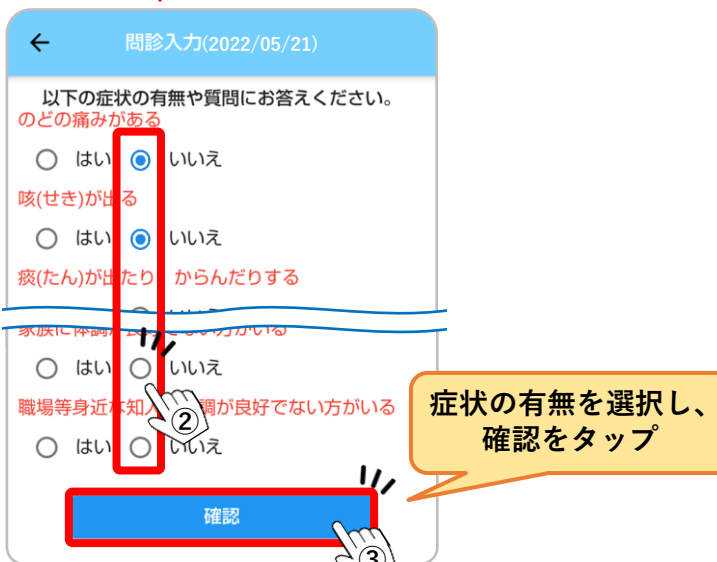 問診入力(2022/05/21)
以下の症状の有無や質問にお答えください。
のどの痛みがある
はい いいえ
咳(せき)が出る
はい いいえ
痰(たん)が出たり からんだりする
はい いいえ
職場等身近な知人 調が良好でない方がいる
②
はい いいえ
症状の有無を選択し、
確認をタップ
確認
③